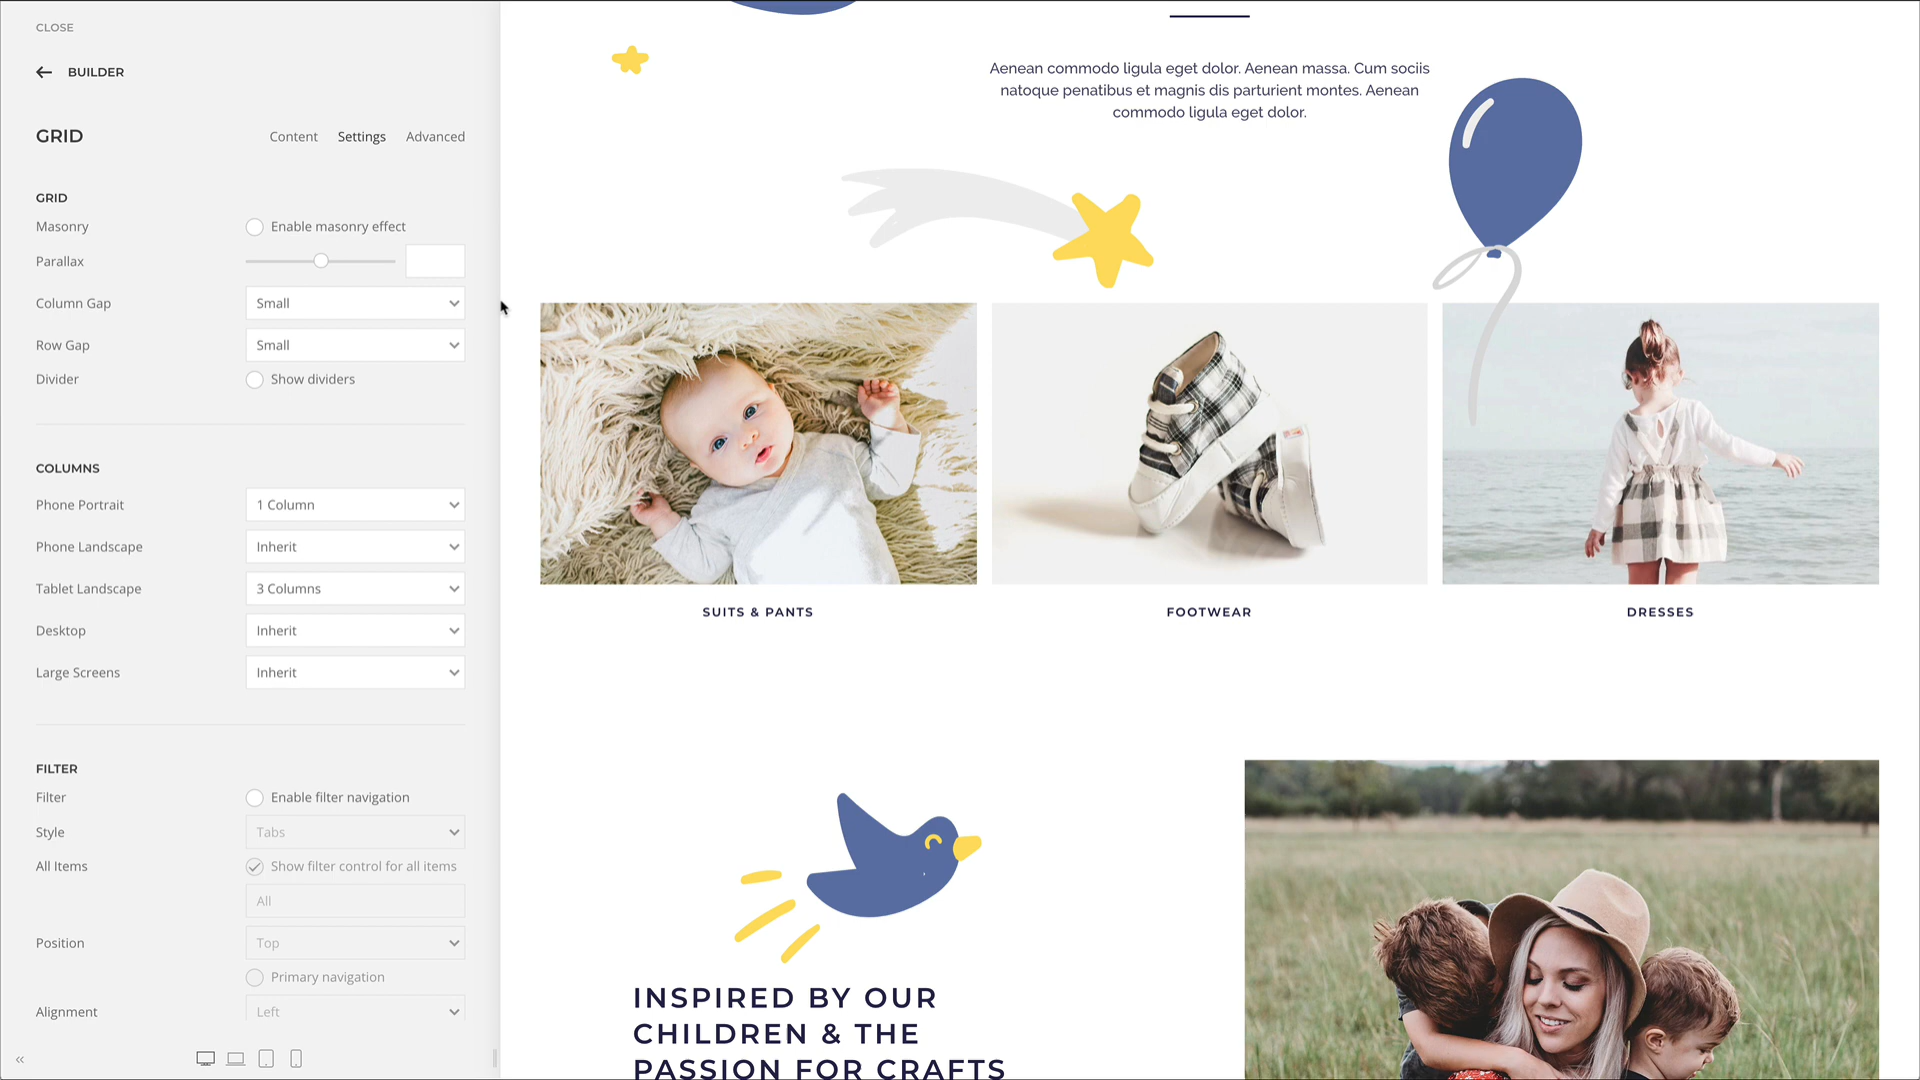 CLOSE
BUILDER
GRID
Content Settings Advanced
GRID
Masonry Enable masonry effect
Parallax
Column Gap Small
Row Gap Small
Divider Show dividers
COLUMNS
Phone Portrait 1 Column
Phone Landscape Inherit
Tablet Landscape 3 Columns
Desktop Inherit
Large Screens Inherit
FILTER
Filter Enable filter navigation
Style Tabs
All Items Show filter control for all items
All
Position Top
Primary navigation
Alignment Left
Aenean commodo ligula eget dolor. Aenean massa. Cum sociis
natoque penatibus et magnis dis parturient montes. Aenean
commodo ligula eget dolor.
SUITS & PANTS
FOOTWEAR
DRESSES
INSPIRED BY OUR
CHILDREN & THE
PASSION FOR CRAFTS